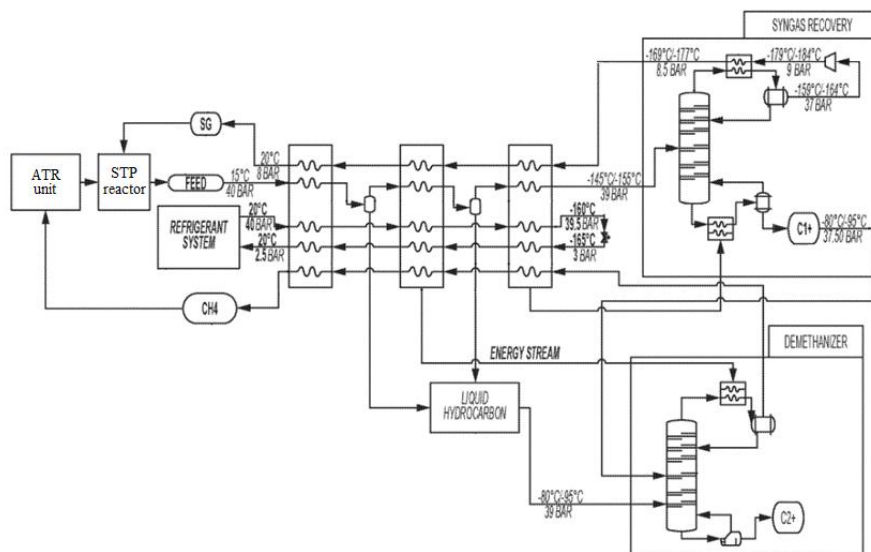 SYNGAS RECOVERY
-169°/-177°C
8.5 BAR
-179°/-184°C
9 BAR
-159°/-164°C
37 BAR
SG
20°C
8 BAR
ATR
unit
STP
reactor
FEED
15°C
40 BAR
-145°/-155°C
39 BAR
REFRIGERANT
SYSTEM
20°C
40 BAR
20°C
2.5 BAR
-160°C
39.5 BAR
-165°C
3 BAR
C1+
-80°C/-95°C
37.50 BAR
CH4
DEMETHANIZER
ENERGY STREAM
LIQUID
HYDROCARBON
-80°C/-95°C
39 BAR
C2+